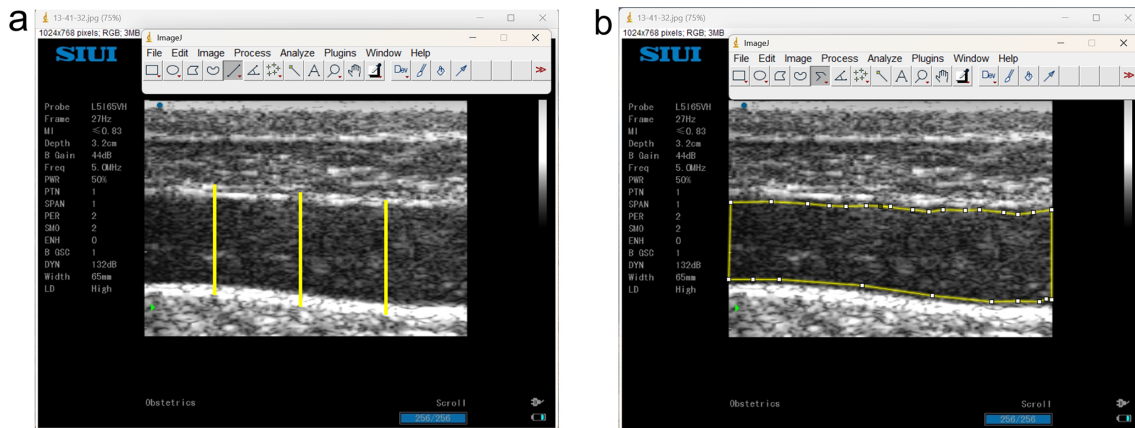 a
13-41-32.jpg (75%)
1024x768 pixels; RGB; 3MB
ImageJ
File Edit Image Process Analyze Plugins Window Help
A Dev
SIUI
Probe L5I65VH
Frame 27Hz
MI ≤0.83
Depth 3.2cm
B Gain 44dB
Freq 5.0MHz
PWR 50%
PTN 1
SPAN 1
PER 2
SMO 2
ENH 0
B GSC 1
DYN 132dB
Width 65mm
LD High
Obstetrics Scroll
256/256
b
13-41-32.jpg (75%)
1024x768 pixels; RGB; 3MB
ImageJ
File Edit Image Process Analyze Plugins Window Help
A Dev
SIUI
Probe L5I65VH
Frame 27Hz
MI ≤0.83
Depth 3.2cm
B Gain 44dB
Freq 5.0MHz
PWR 50%
PTN 1
SPAN 1
PER 2
SMO 2
ENH 0
B GSC 1
DYN 132dB
Width 65mm
LD High
Obstetrics Scroll
256/256